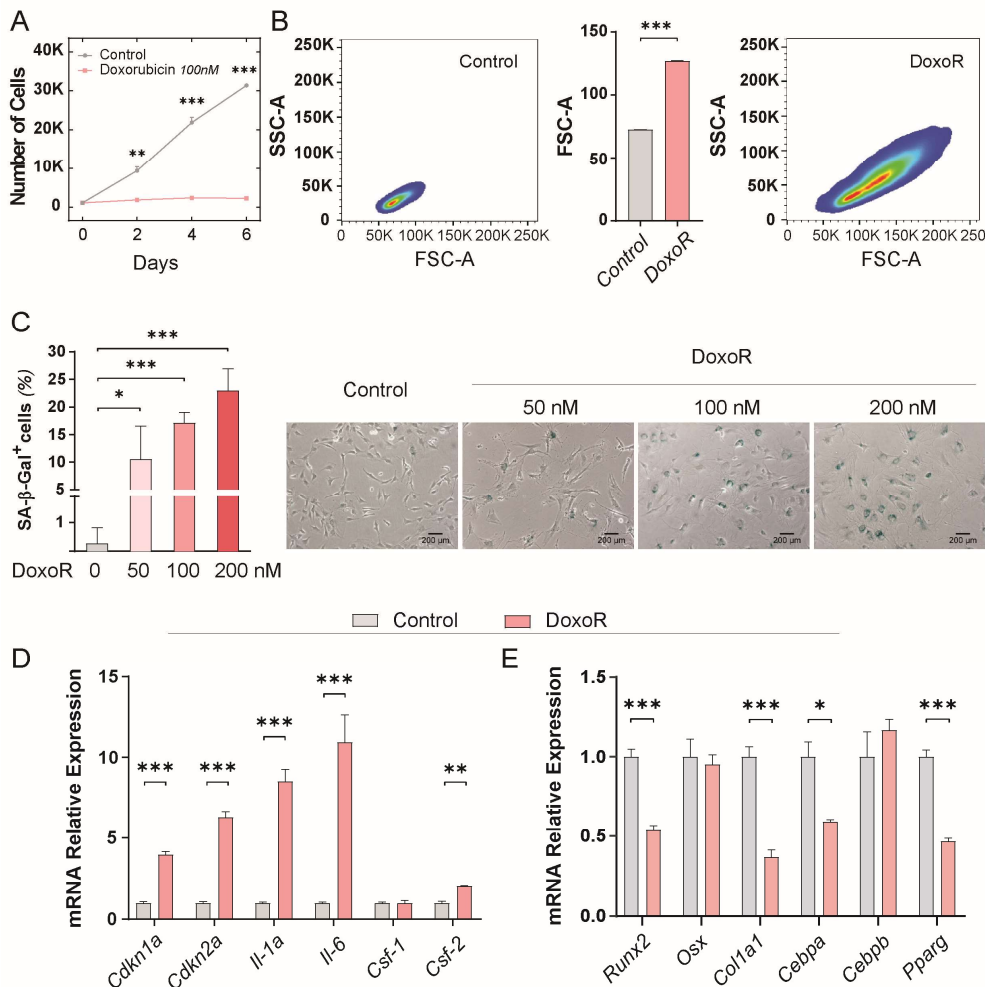 A
40K
30K
20K
10K
0
Number of Cells
Control
Doxorubicin 100nM
**
***
***
0 2 4 6
Days
B
250K
200K
150K
100K
50K
0
SSC-A
Control
0 50K 100K 150K 200K 250K
FSC-A
***
150
100
50
0
FSC-A
Control
DoxoR
250K
200K
150K
100K
50K
0
SSC-A
DoxoR
0 50K 100K 150K 200K 250K
FSC-A
C
***
***
*
30
25
20
15
10
5
1
SA-β-Gal+ cells (%)
DoxoR 0 50 100 200 nM
DoxoR
Control
50 nM 100 nM 200 nM
200 μm
200 μm
200 μm
200 μm
Control DoxoR
D
15
10
5
0
mRNA Relative Expression
***
***
***
***
**
Cdkn1a
Cdkn2a
Il-1a
Il-6
Csf-1
Csf-2
E
1.5
1.0
0.5
0.0
mRNA Relative Expression
***
***
*
***
Runx2
Osx
Col1a1
Cebpa
Cebpb
Pparg